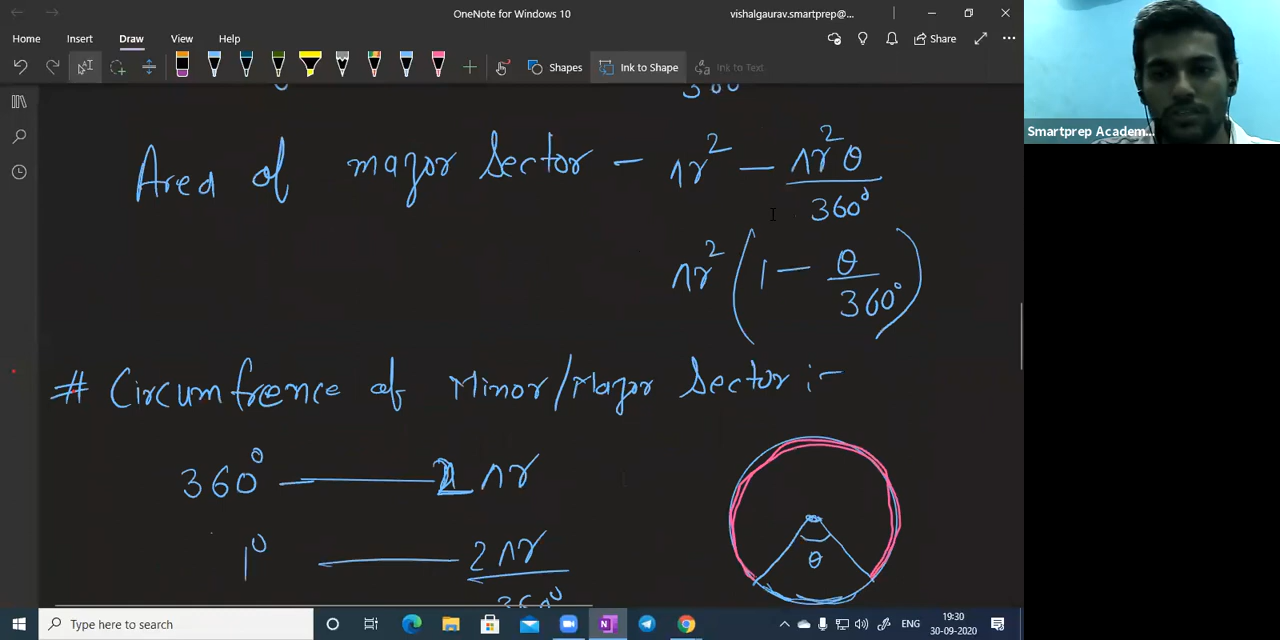 OneNote for Windows 10
vishalgaurav.smartprep@...
Home Insert Draw View Help
Share
Shapes Ink to Shape Ink to Text
Smartprep Academ...
360
Area of major Sector - πr² - πr²θ/360°
πr²(1 - θ/360°)
# Circumfrence of Minor/Major Sector :-
360° — 2πr
1° — 2πr/360°
θ
Type here to search
ENG
19:30
30-09-2020